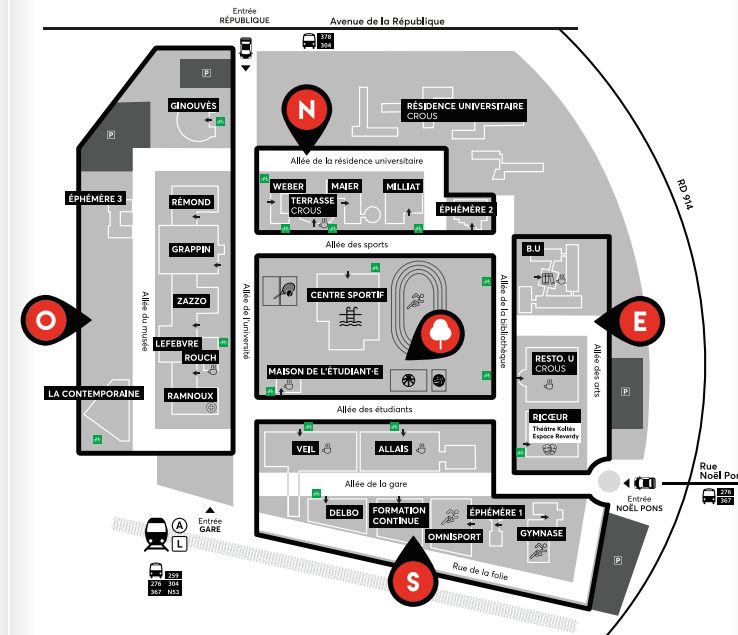 Entrée
RÉPUBLIQUE
Avenue de la République
378
304
P
GINOUVÈS
P
N
RÉSIDENCE UNIVERSITAIRE
CROUS
Allée de la résidence universitaire
RD 914
ÉPHÉMÈRE 3
RÉMOND
WEBER
MAIER
MILLIAT
TERRASSE
CROUS
ÉPHÉMÈRE 2
GRAPPIN
Allée des sports
B.U
ZAZZO
CENTRE SPORTIF
O
E
Allée du musée
Allée de l'université
Allée de la bibliothèque
Allée des arts
LEFEBVRE
ROUCH
RESTO. U
CROUS
MAISON DE L'ÉTUDIANT·E
LA CONTEMPORAINE
RAMNOUX
P
Allée des étudiants
RICŒUR
Théâtre Koltès
Espace Reverdy
VEIL
ALLAIS
Rue
Noël Pon
Allée de la gare
Entrée
NOËL PONS
276
367
Entrée
GARE
A
L
DELBO
FORMATION
CONTINUE
ÉPHÉMÈRE 1
OMNISPORT
GYMNASE
P
Rue de la folie
S
259
276 304
367 N53